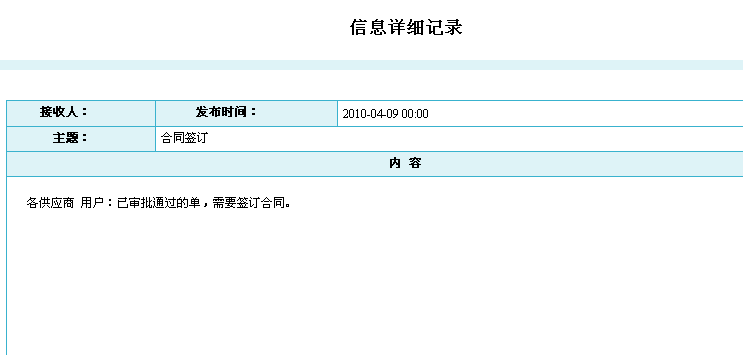 信息详细记录
接收人： 发布时间： 2010-04-09 00:00
主题： 合同签订
内 容
各供应商 用户：已审批通过的单，需要签订合同。